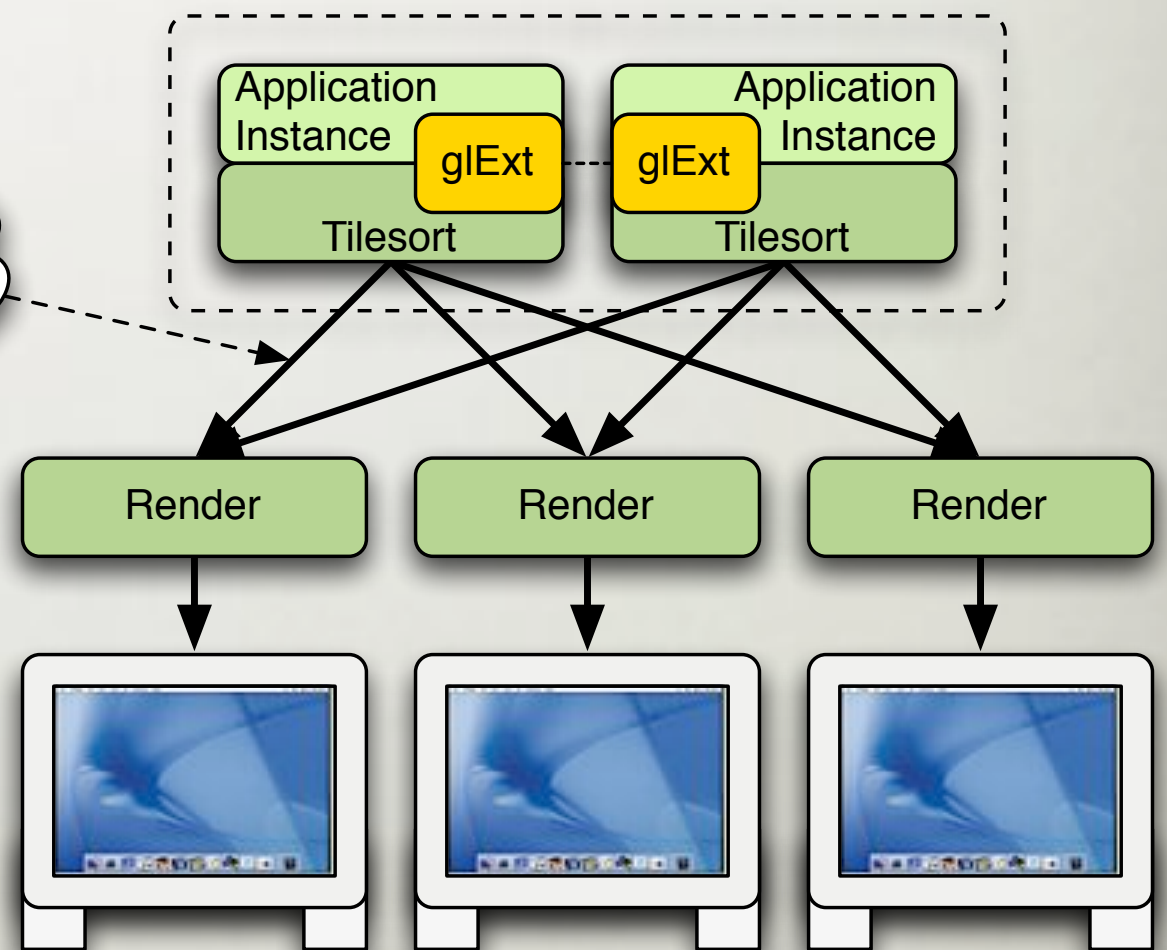 Application
Instance
glExt
Tilesort
Application
Instance
glExt
Tilesort
Render
Render
Render